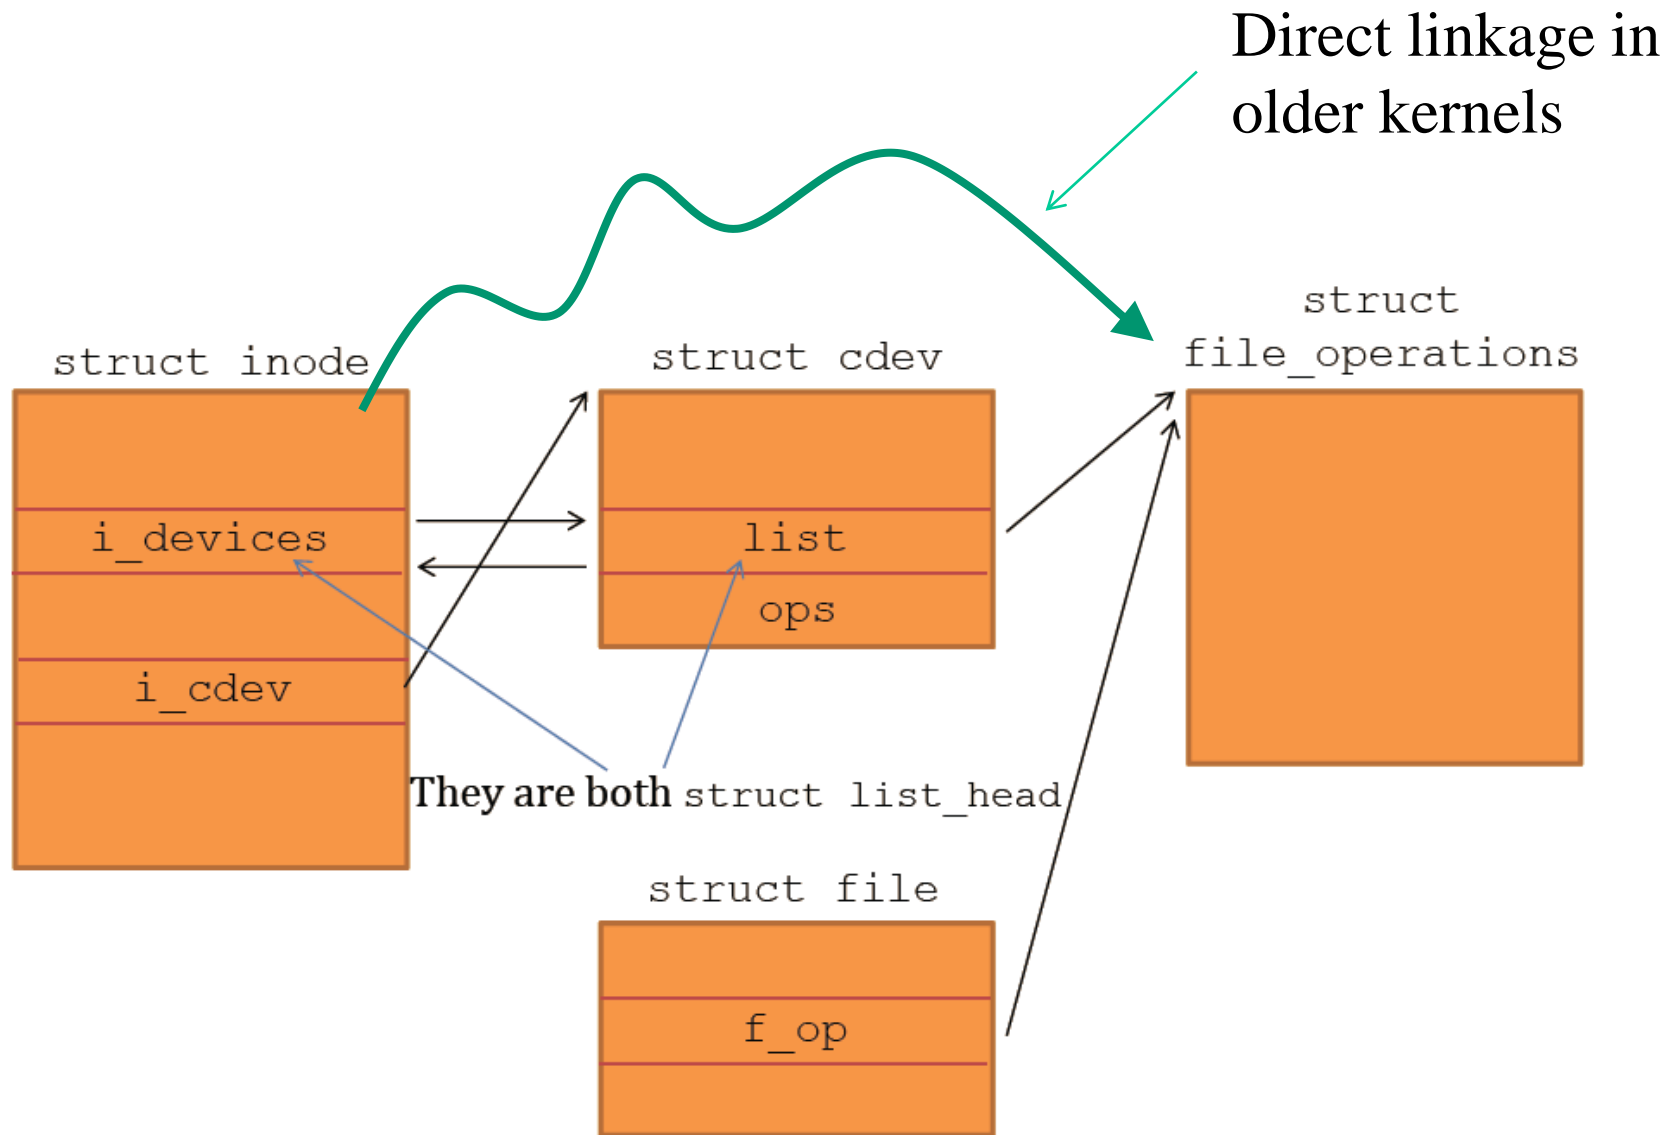 Direct linkage in
older kernels
struct inode
struct cdev
struct
file_operations
i_devices
list
ops
i_cdev
They are both struct list_head
struct file
f_op